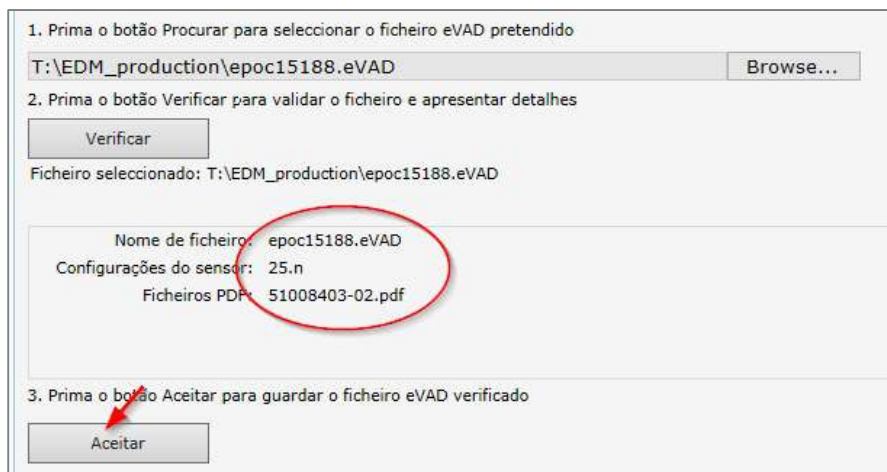 1. Prima o botão Procurar para seleccionar o ficheiro eVAD pretendido
T:\EDM_production\epoc15188.eVAD Browse...
2. Prima o botão Verificar para validar o ficheiro e apresentar detalhes
Verificar
Ficheiro seleccionado: T:\EDM_production\epoc15188.eVAD
Nome de ficheiro: epoc15188.eVAD
Configurações do sensor: 25.n
Ficheiros PDF: 51008403-02.pdf
3. Prima o botão Aceitar para guardar o ficheiro eVAD verificado
Aceitar